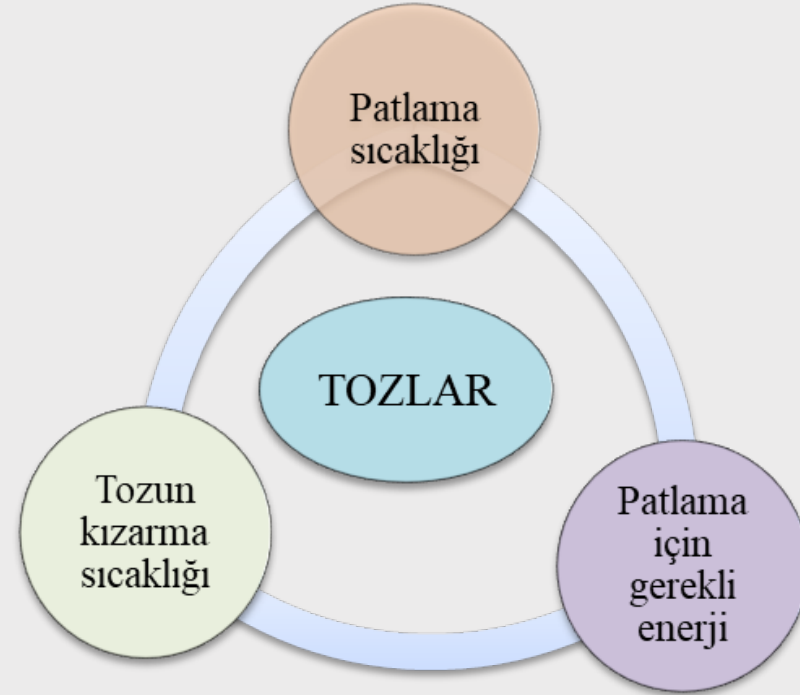 Patlama
sıcaklığı
TOZLAR
Tozun
kızarma
sıcaklığı
Patlama
için
gerekli
enerji